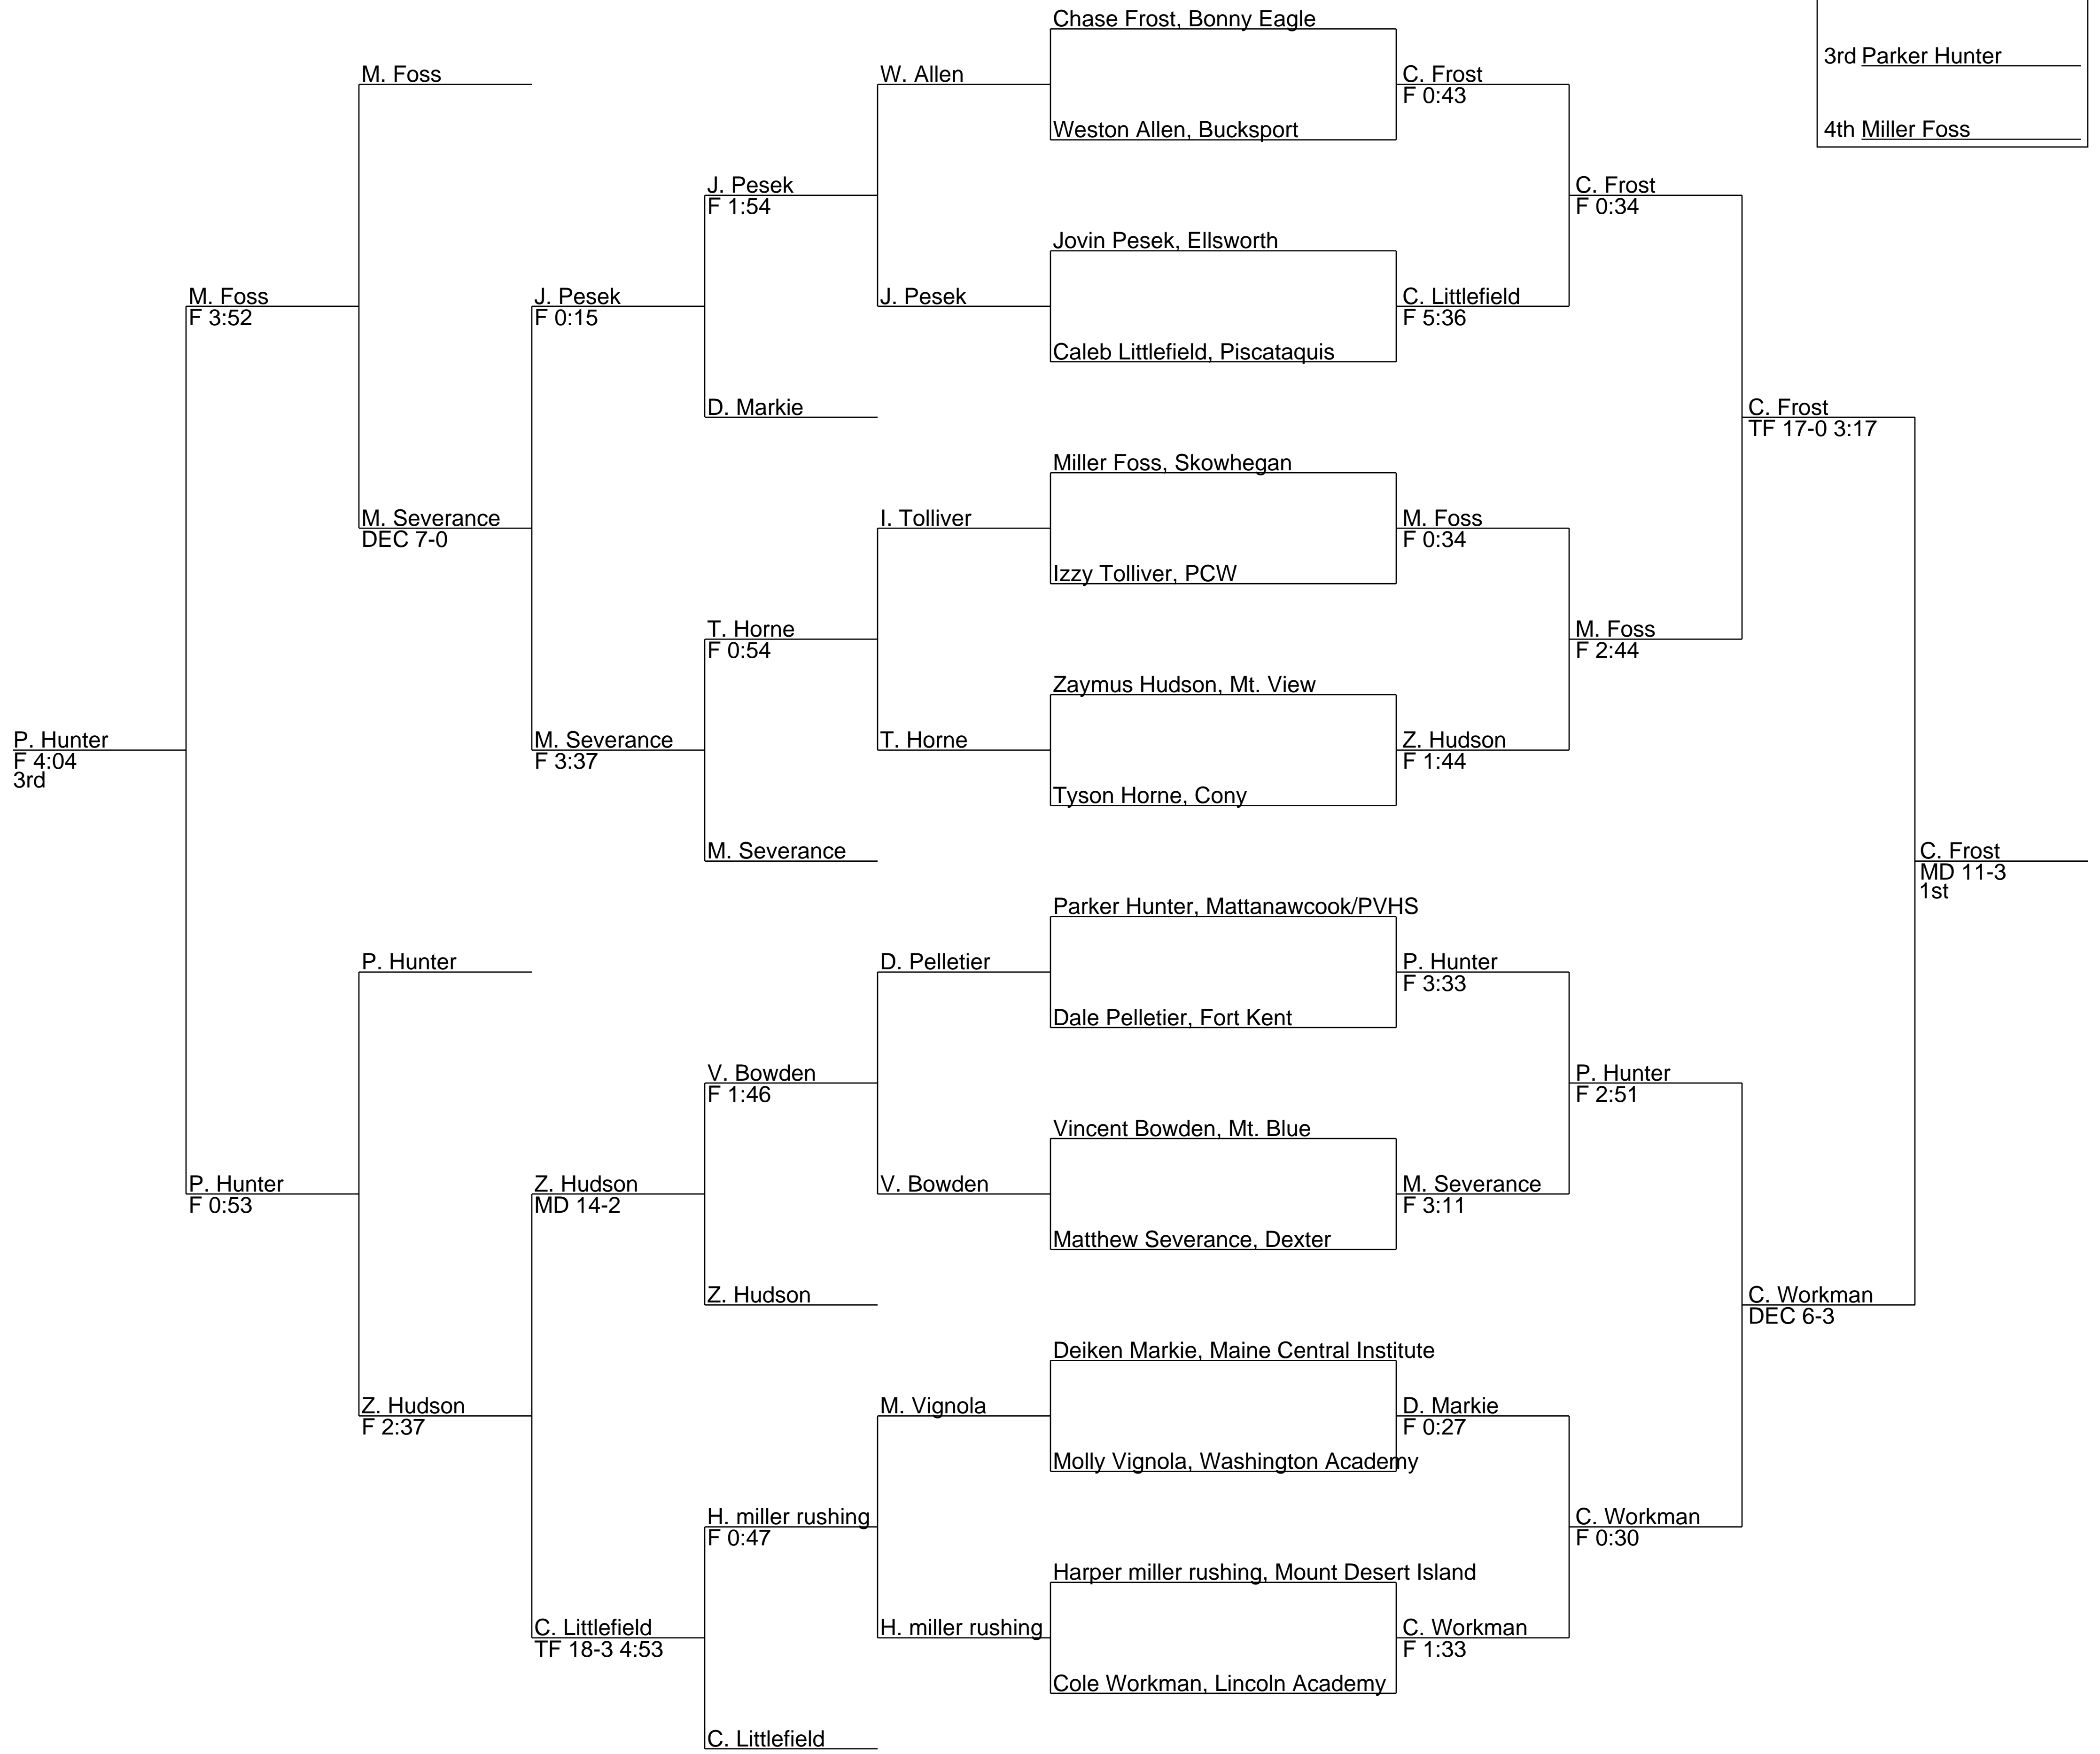 Chase Frost, Bonny Eagle
3rd Parker Hunter
M. Foss
W. Allen
C. Frost
F 0:43
Weston Allen, Bucksport
4th Miller Foss
J. Pesek
F 1:54
C. Frost
F 0:34
Jovin Pesek, Ellsworth
M. Foss
F 3:52
J. Pesek
F 0:15
J. Pesek
C. Littlefield
F 5:36
Caleb Littlefield, Piscataquis
D. Markie
C. Frost
TF 17-0 3:17
Miller Foss, Skowhegan
M. Severance
DEC 7-0
I. Tolliver
M. Foss
F 0:34
Izzy Tolliver, PCW
T. Horne
F 0:54
M. Foss
F 2:44
Zaymus Hudson, Mt. View
P. Hunter
F 4:04
3rd
M. Severance
F 3:37
T. Horne
Z. Hudson
F 1:44
Tyson Horne, Cony
M. Severance
C. Frost
MD 11-3
1st
Parker Hunter, Mattanawcook/PVHS
P. Hunter
D. Pelletier
P. Hunter
F 3:33
Dale Pelletier, Fort Kent
V. Bowden
F 1:46
P. Hunter
F 2:51
Vincent Bowden, Mt. Blue
P. Hunter
F 0:53
Z. Hudson
MD 14-2
V. Bowden
M. Severance
F 3:11
Matthew Severance, Dexter
Z. Hudson
C. Workman
DEC 6-3
Deiken Markie, Maine Central Institute
Z. Hudson
F 2:37
M. Vignola
D. Markie
F 0:27
Molly Vignola, Washington Academy
H. miller rushing
F 0:47
C. Workman
F 0:30
Harper miller rushing, Mount Desert Island
C. Littlefield
TF 18-3 4:53
H. miller rushing
C. Workman
F 1:33
Cole Workman, Lincoln Academy
C. Littlefield